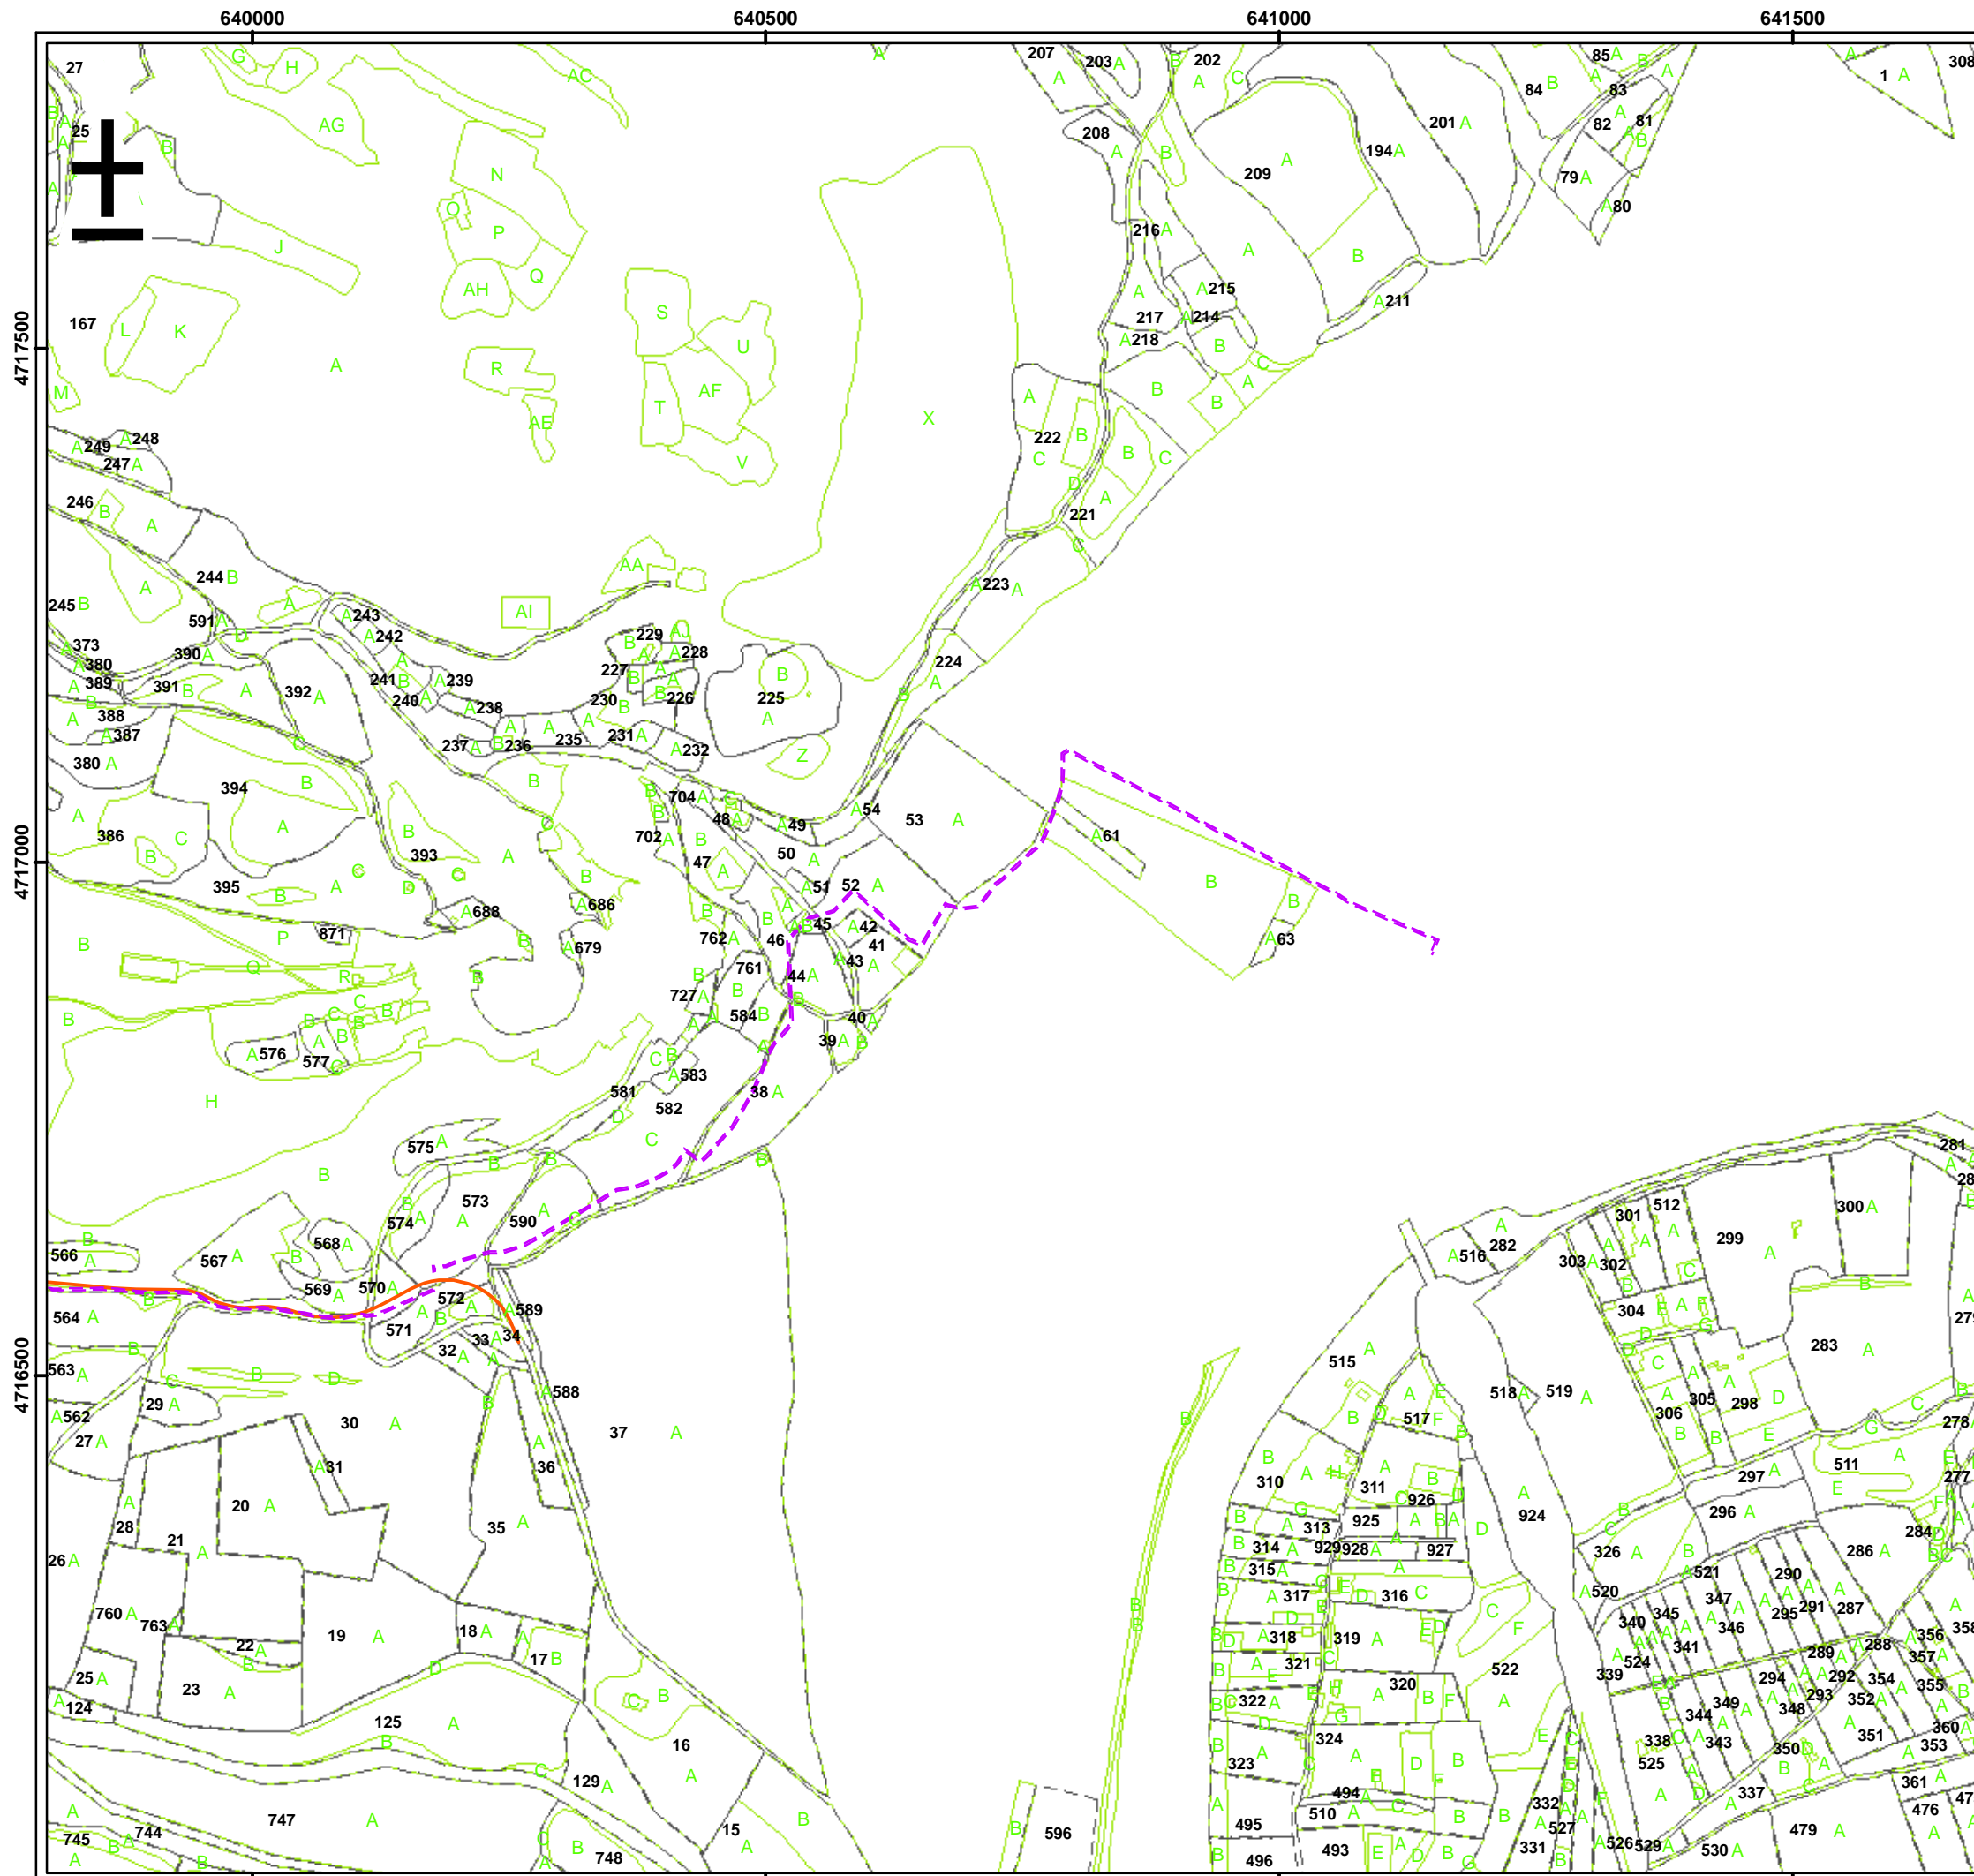 640000 640500 641000 641500
4717500
4717000
4716500
27 G H AC A 207 203 A B 202 85 A B 308
B A A A C A A 84 B 83 1 A
25 AG 208 201 A 82 A 81
A B A B 194 A A B
N A 209 79 A
A O 216 A A 80
J P A B
Q
AH A A 215 A 211
S 217 A 214
167 L K U A 218 B
A R C
M T AF A B A B
AE X
A 248
A 249 222 B
247 A V C B C
D
246 B A A
221
C
AA
244 B A 223 A
245 B A A AI
591 A A 243
373 D A 242 229 AJ
380 390 A B A A 228
A 389 391 B A 392 A 241 A B A 239 227 B A A 224
B 240 A 230 B A 226 B A
388 A 238 B 225 B
A A 387 C A A A A
237 A B 236 235 231 A A 232
380 A Z
394 B B
B 704 A C A 54
A B 48 A A 49 53 A A 61
386 C A B 702 A B
B 393 A 50 A
C 47 A B
395 B A D C B 51 A 52 A
A 688 A 686 B A B
P 871 B 762 A B A B 45 A 42 A 63
B A 679 46 41
Q R B 761 44 A A 43 A
B 727 A B B
C 584 B 40 A
B B C B B A A 39 A B
A 576 A B C B A
577 C A 583
581 38 A
H 582
D
575 A C 281
B B B A
B 573 28
B 574 A A 590 A C 301 512 300 A
B A
566 A 567 A B 568 A 516 282 303 A A A 299 A
569 A 570 A 302 B C
B 572 A A 589 304 E A F B
564 A 571 A B D G 279
B 33 A 34
563 A 32 A A 515 A D C A 283 A
C B D 518 A 519 A A
29 A B A 588 A E 305 298 D B
562 A 30 A 37 A B B D 517 F 306 C
27 A A B B B E G 278
A 31 36 B H A A E
310 A 311 B 297 A 511 277
20 A G C 926 D B E F
A 35 A B A 313 925 A B A A 924 296 A A
28 21 B 314 A D C 284 D
26 A A 929 928 A 927 326 A B 286 A B C
B 315 A A 521
760 A B 317 E D 316 C A 520 290 A
763 A A D C 345 347 A A 287 A
22 A 19 A 18 A A B 318 A 319 A E D F 340 A 295 291 356
B 17 B D 341 346 289 A 288 A 358
25 A D B A E 321 C 524 357 A
23 A C B 522 339 E 294 292 354
A 124 B C 322 A A 320 B F A B 349 293 352 355 B
G 344 348 360
125 A 16 D 324 E 338 C 343 351
B B A A D B C 350 D 353
C A 323 E 525 A A B A
129 A E F D 361 A
A A 494 A C D 337 47
747 A B B 510 A B B 332 A A 476
745 744 C A 15 B 596 495 527 F 479 A
B A B B 748 A 493 E A D B 331 A B A 526 529 A 530 A
A B A B 496